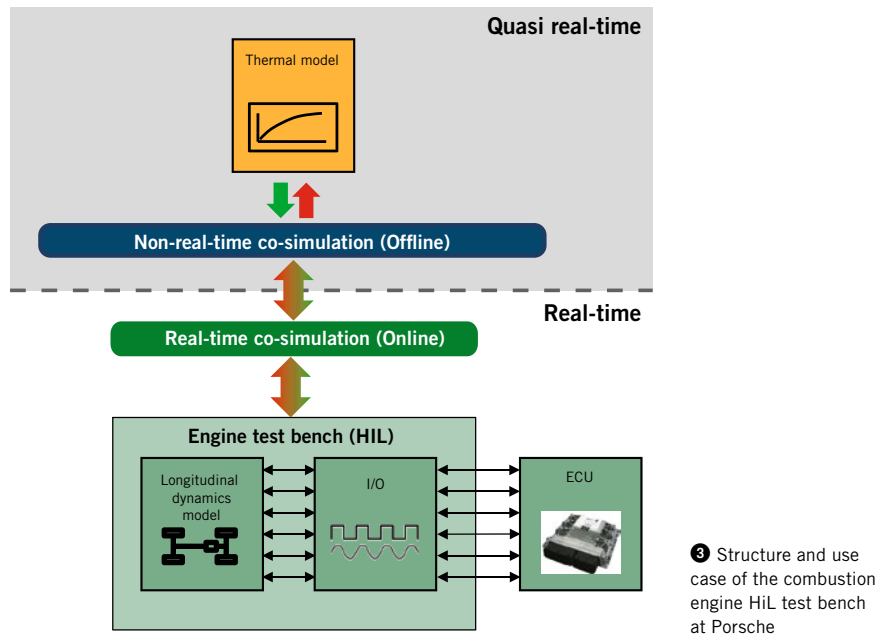 Quasi real-time
Thermal model
Non-real-time co-simulation (Offline)
Real-time
Real-time co-simulation (Online)
Engine test bench (HIL)
Longitudinal
dynamics
model
I/O
ECU
3 Structure and use
case of the combustion
engine HiL test bench
at Porsche